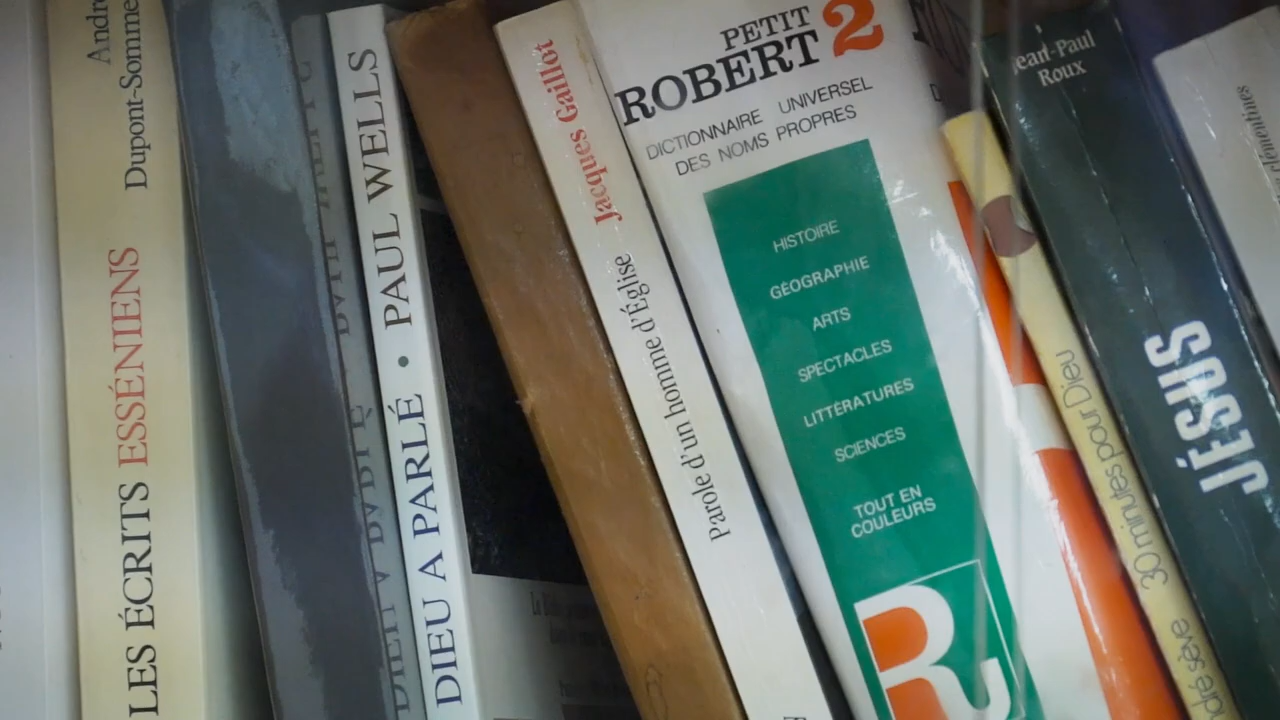 LES ÉCRITS ESSÉNIENS
Dupont-Somme
DIEU A PARLÉ • PAUL WELLS
Parole d'un homme d'Église
Jacques Gaillot
PETIT
ROBERT 2
DICTIONNAIRE UNIVERSEL
DES NOMS PROPRES
HISTOIRE
GÉOGRAPHIE
ARTS
SPECTACLES
LITTÉRATURES
SCIENCES
TOUT EN
COULEURS
R
30 minutes pour Dieu
Jean-Paul
Roux
JÉSUS